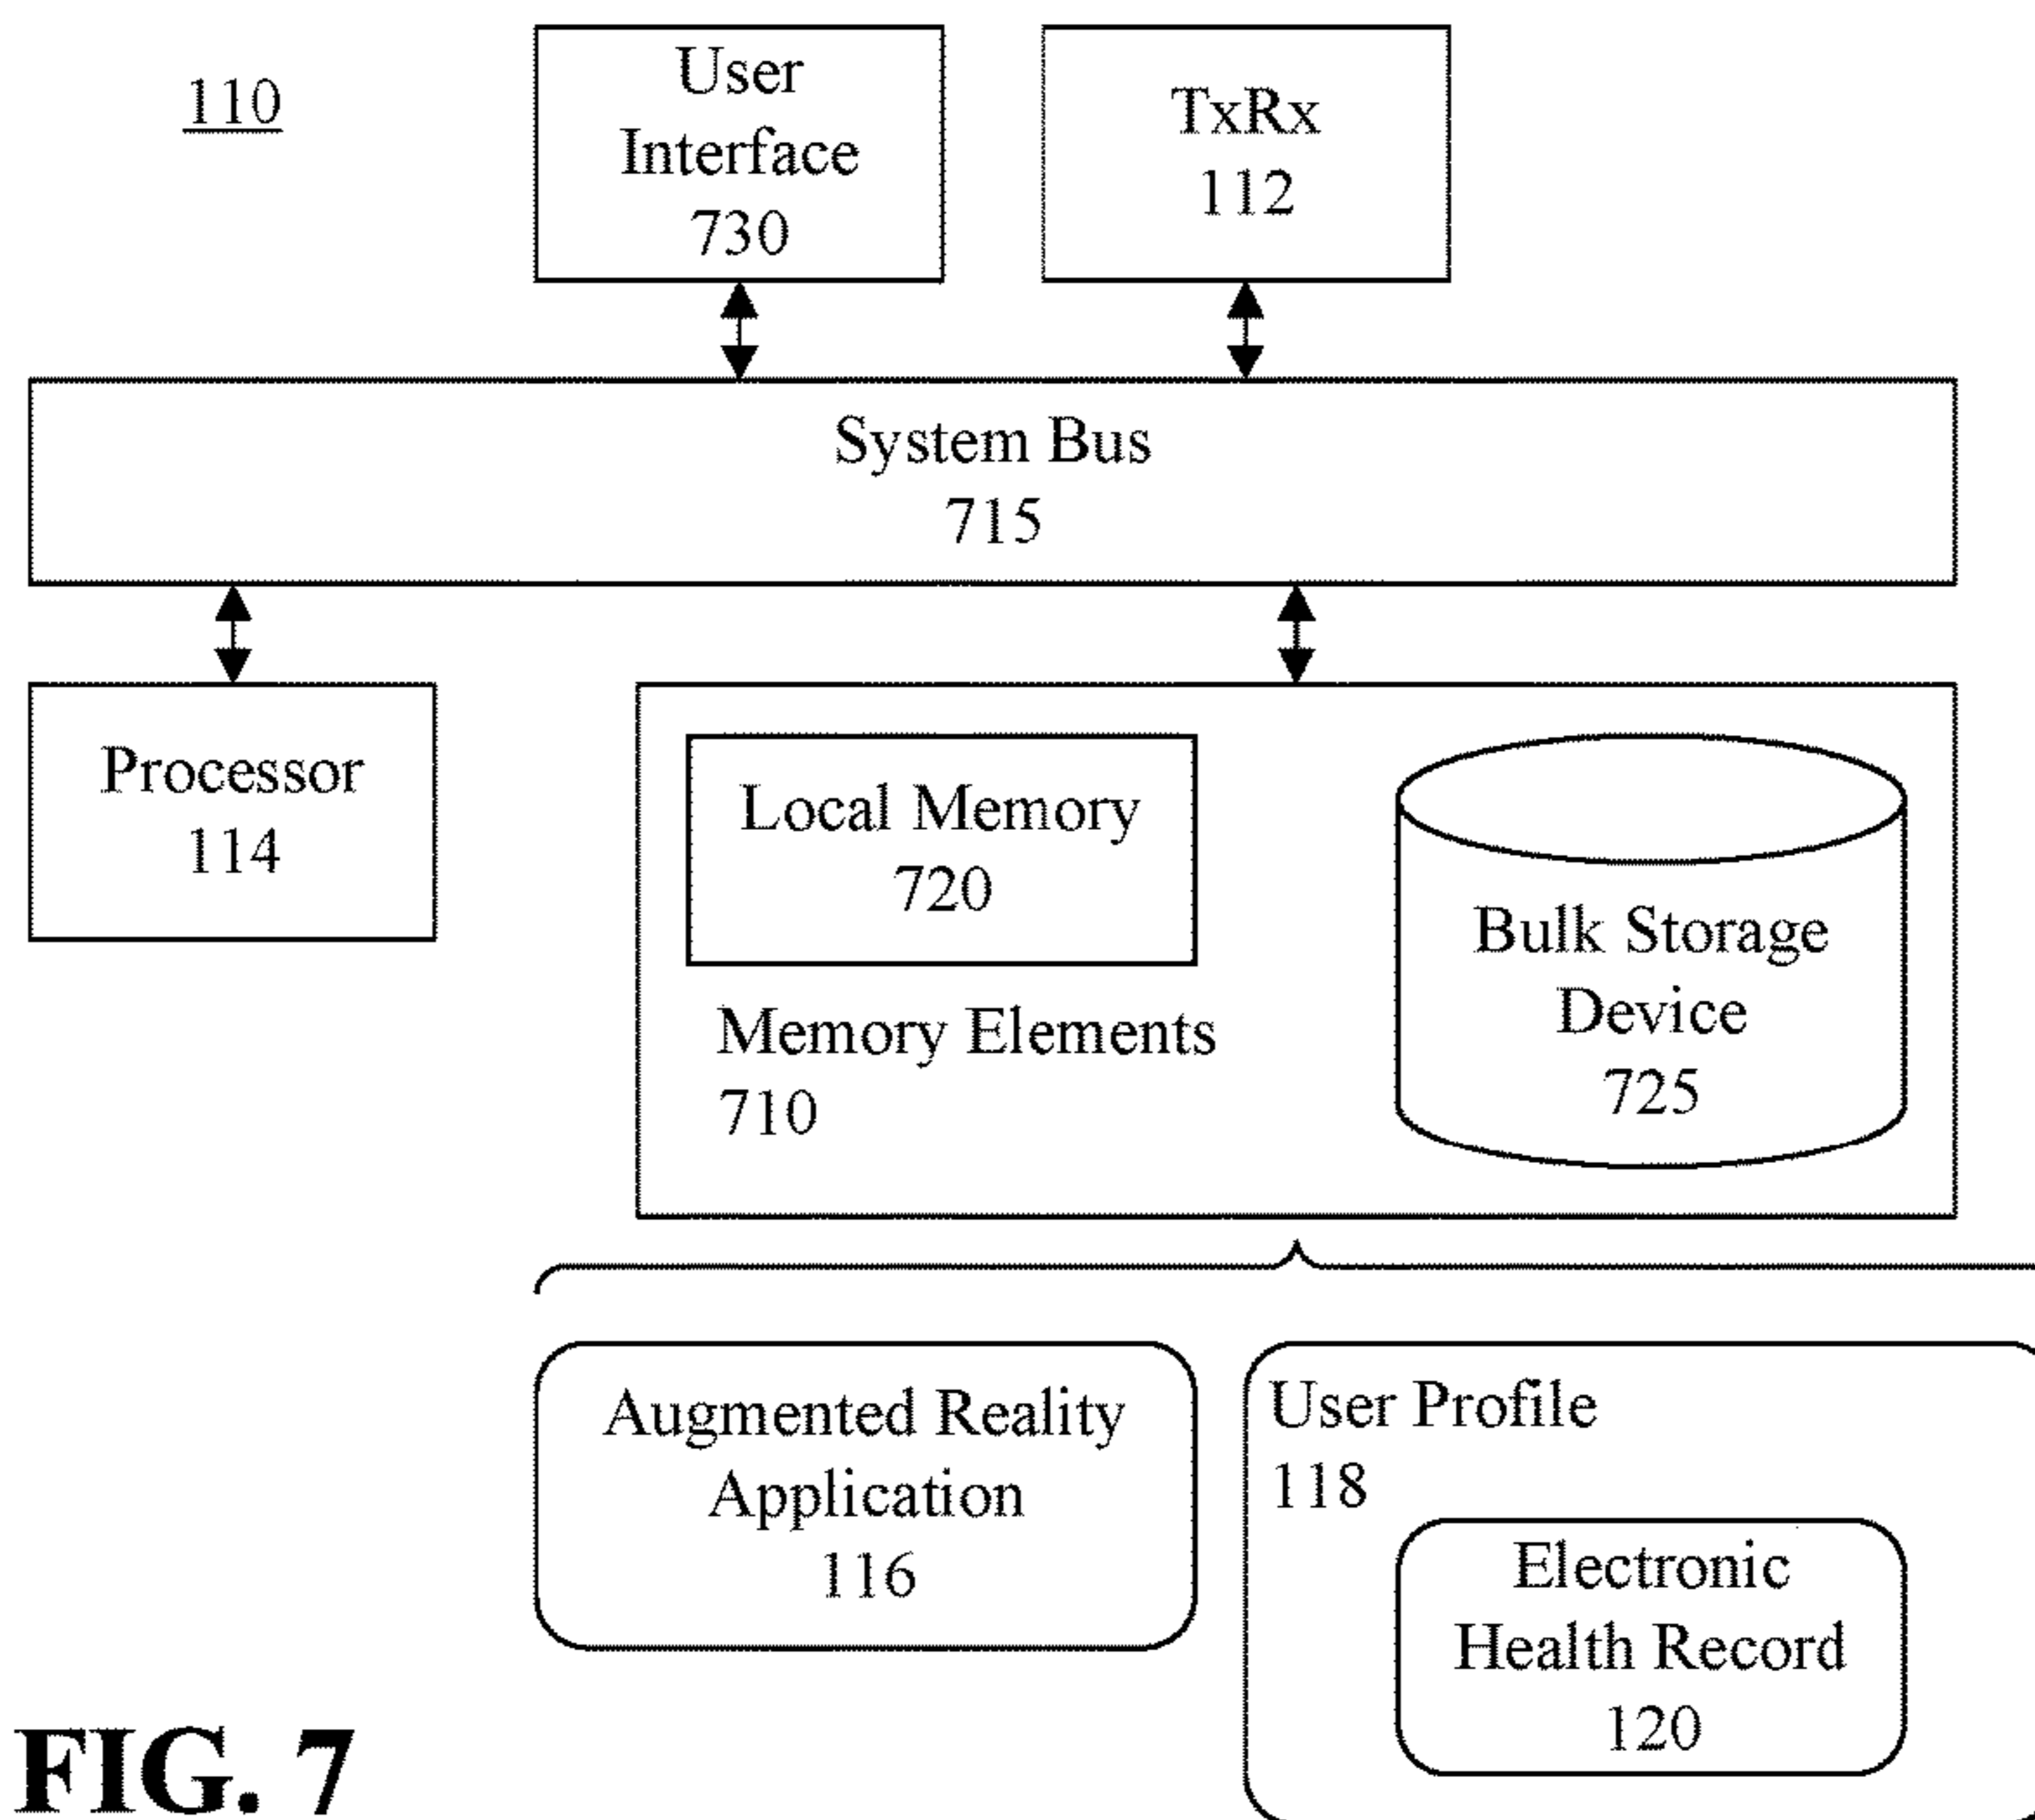 110
User
Interface
730
TxRx
112
System Bus
715
Processor
114
Local Memory
720
Memory Elements
710
Bulk Storage
Device
725
Augmented Reality
Application
116
User Profile
118
Electronic
Health Record
120
FIG. 7